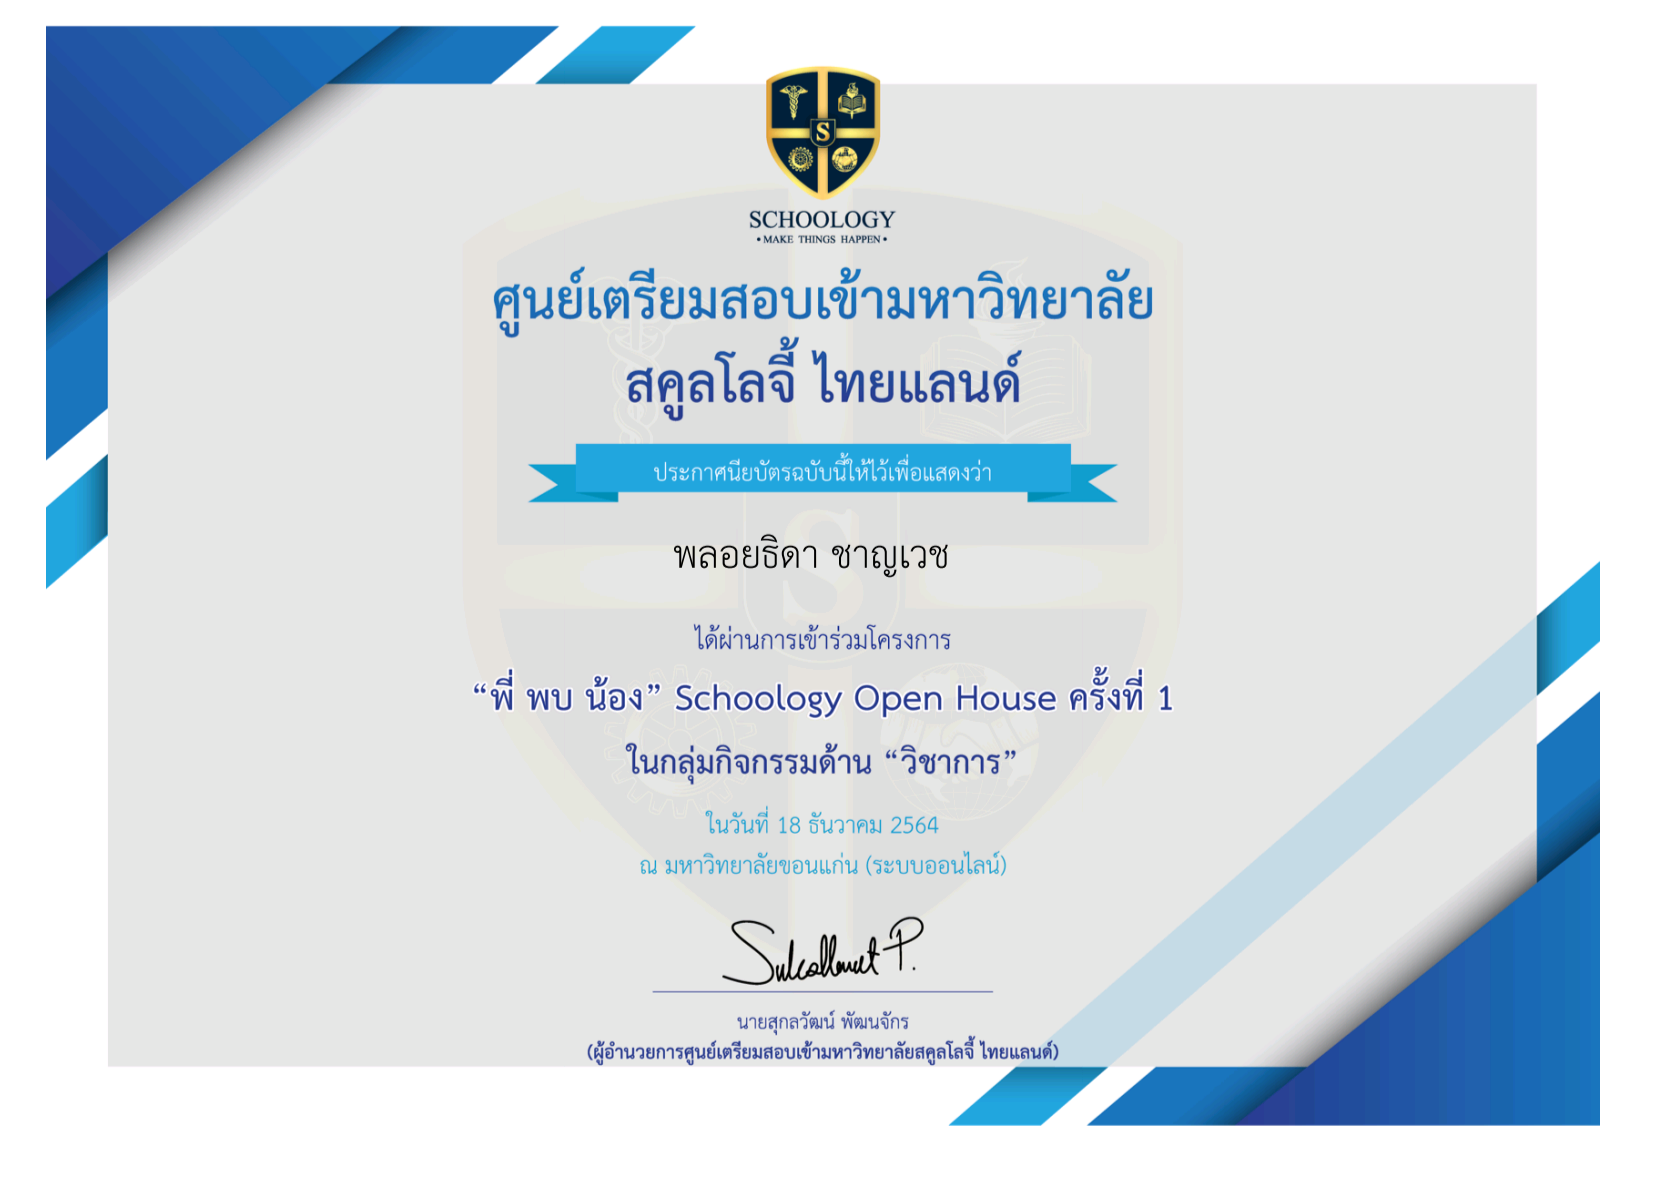 S
SCHOOLOGY
• MAKE THINGS HAPPEN •
ศูนย์เตรียมสอบเข้ามหาวิทยาลัย
สคูลโลจี้ ไทยแลนด์
ประกาศนียบัตรฉบับนี้ให้ไว้เพื่อแสดงว่า
พลอยธิดา ชาญเวช
ได้ผ่านการเข้าร่วมโครงการ
“พี่ พบ น้อง” Schoology Open House ครั้งที่ 1
ในกลุ่มกิจกรรมด้าน “วิชาการ”
ในวันที่ 18 ธันวาคม 2564
ณ มหาวิทยาลัยขอนแก่น (ระบบออนไลน์)
นายสุกลวัฒน์ พัฒนจักร
(ผู้อำนวยการศูนย์เตรียมสอบเข้ามหาวิทยาลัยสคูลโลจี้ ไทยแลนด์)